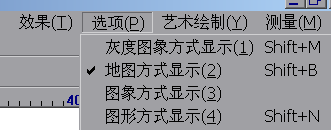 效果(T) 选项(P) 艺术绘制(Y) 测量(M)
灰度图象方式显示(1) Shift+M
✔ 地图方式显示(2) Shift+B
图象方式显示(3)
图形方式显示(4) Shift+N
40